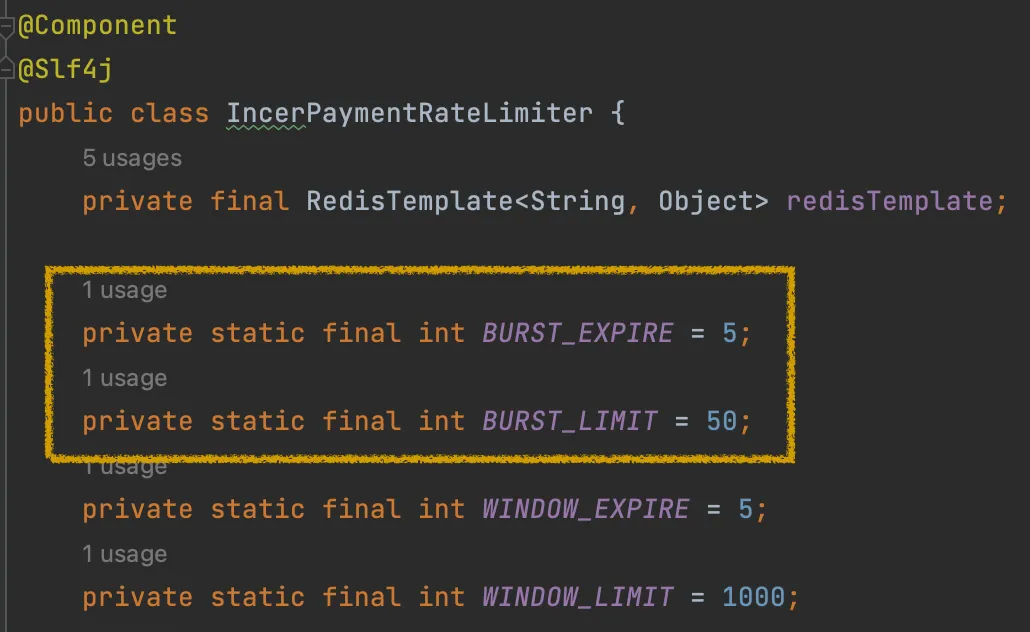 @Component
@Slf4j
public class IncerPaymentRateLimiter {
5 usages
private final RedisTemplate<String, Object> redisTemplate;
1 usage
private static final int BURST_EXPIRE = 5;
1 usage
private static final int BURST_LIMIT = 50;
1 usage
private static final int WINDOW_EXPIRE = 5;
1 usage
private static final int WINDOW_LIMIT = 1000;